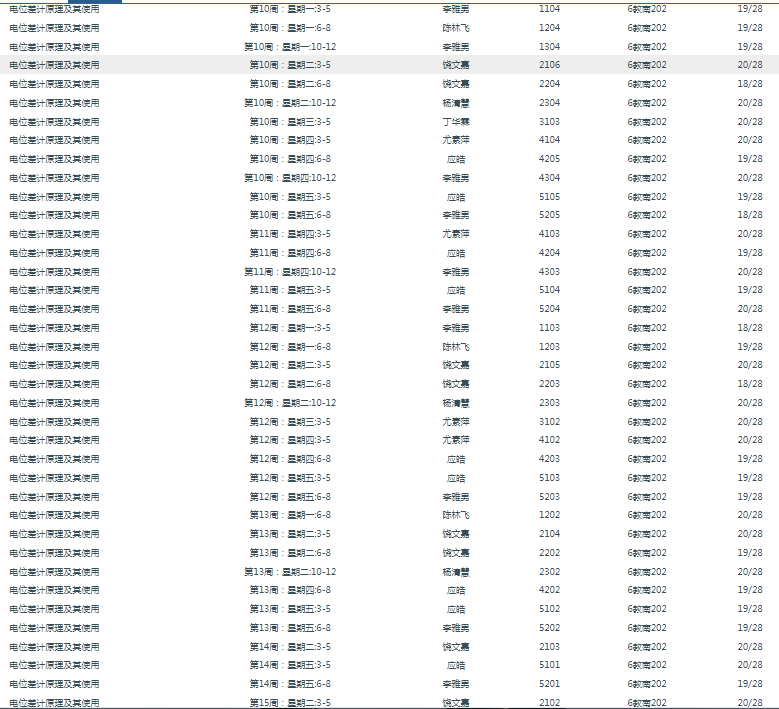 电位差计原理及其使用 第10周：星期一:3-5 李雅男 1104 6教南202 19/28
电位差计原理及其使用 第10周：星期一:6-8 陈林飞 1204 6教南202 19/28
电位差计原理及其使用 第10周：星期一:10-12 李雅男 1304 6教南202 19/28
电位差计原理及其使用 第10周：星期二:3-5 饶文嘉 2106 6教南202 20/28
电位差计原理及其使用 第10周：星期二:6-8 饶文嘉 2204 6教南202 18/28
电位差计原理及其使用 第10周：星期二:10-12 杨清慧 2304 6教南202 20/28
电位差计原理及其使用 第10周：星期三:3-5 丁华霖 3103 6教南202 20/28
电位差计原理及其使用 第10周：星期四:3-5 尤素萍 4104 6教南202 20/28
电位差计原理及其使用 第10周：星期四:6-8 应皓 4205 6教南202 19/28
电位差计原理及其使用 第10周：星期四:10-12 李雅男 4304 6教南202 20/28
电位差计原理及其使用 第10周：星期五:3-5 应皓 5105 6教南202 19/28
电位差计原理及其使用 第10周：星期五:6-8 李雅男 5205 6教南202 18/28
电位差计原理及其使用 第11周：星期四:3-5 尤素萍 4103 6教南202 20/28
电位差计原理及其使用 第11周：星期四:6-8 应皓 4204 6教南202 19/28
电位差计原理及其使用 第11周：星期四:10-12 李雅男 4303 6教南202 20/28
电位差计原理及其使用 第11周：星期五:3-5 应皓 5104 6教南202 19/28
电位差计原理及其使用 第11周：星期五:6-8 李雅男 5204 6教南202 20/28
电位差计原理及其使用 第12周：星期一:3-5 李雅男 1103 6教南202 18/28
电位差计原理及其使用 第12周：星期一:6-8 陈林飞 1203 6教南202 19/28
电位差计原理及其使用 第12周：星期二:3-5 饶文嘉 2105 6教南202 20/28
电位差计原理及其使用 第12周：星期二:6-8 饶文嘉 2203 6教南202 18/28
电位差计原理及其使用 第12周：星期二:10-12 杨清慧 2303 6教南202 20/28
电位差计原理及其使用 第12周：星期三:3-5 尤素萍 3102 6教南202 20/28
电位差计原理及其使用 第12周：星期四:3-5 尤素萍 4102 6教南202 20/28
电位差计原理及其使用 第12周：星期四:6-8 应皓 4203 6教南202 19/28
电位差计原理及其使用 第12周：星期五:3-5 应皓 5103 6教南202 19/28
电位差计原理及其使用 第12周：星期五:6-8 李雅男 5203 6教南202 19/28
电位差计原理及其使用 第13周：星期一:6-8 陈林飞 1202 6教南202 20/28
电位差计原理及其使用 第13周：星期二:3-5 饶文嘉 2104 6教南202 20/28
电位差计原理及其使用 第13周：星期二:6-8 饶文嘉 2202 6教南202 19/28
电位差计原理及其使用 第13周：星期二:10-12 杨清慧 2302 6教南202 20/28
电位差计原理及其使用 第13周：星期四:6-8 应皓 4202 6教南202 19/28
电位差计原理及其使用 第13周：星期五:3-5 应皓 5102 6教南202 19/28
电位差计原理及其使用 第13周：星期五:6-8 李雅男 5202 6教南202 19/28
电位差计原理及其使用 第14周：星期二:3-5 饶文嘉 2103 6教南202 20/28
电位差计原理及其使用 第14周：星期五:3-5 应皓 5101 6教南202 20/28
电位差计原理及其使用 第14周：星期五:6-8 李雅男 5201 6教南202 19/28
电位差计原理及其使用 第15周：星期二:3-5 饶文嘉 2102 6教南202 20/28